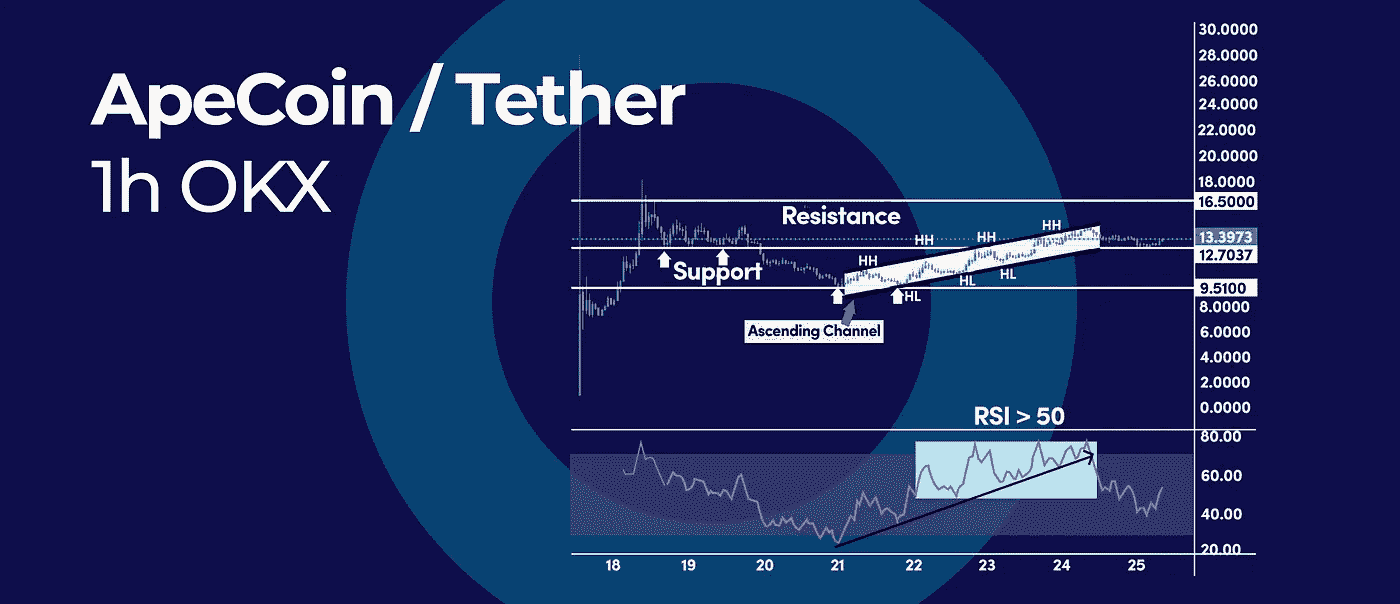 ApeCoin / Tether
1h OKX
30.0000
28.0000
26.0000
24.0000
22.0000
20.0000
18.0000
16.5000
Resistance
HH
HH
HH
HH
13.3973
12.7037
Support
HL
HL
HL
9.5100
8.0000
Ascending Channel
6.0000
4.0000
2.0000
0.0000
RSI > 50
80.00
60.00
40.00
20.00
18 19 20 21 22 23 24 25